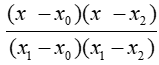 (x − x₀)(x − x₂)
(x₁ − x₀)(x₁ − x₂)